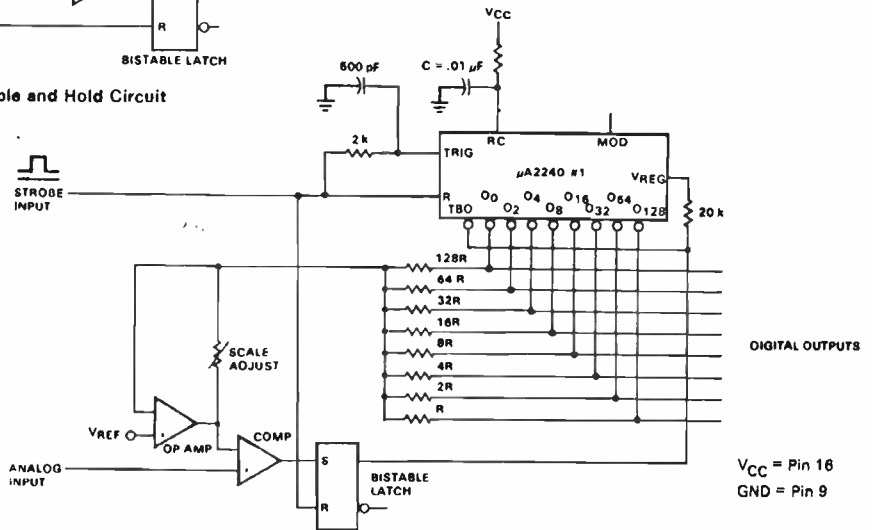 R
BISTABLE LATCH
ple and Hold Circuit
VCC
600 pF
C = .01 µF
2 k
RC
MOD
TRIG
µA2240 #1
VREG
STROBE
INPUT
R
TBO
O0
O2
O4
O8
O16
O32
O64
O128
20 k
128R
64 R
32R
16R
8R
4R
2R
R
DIGITAL OUTPUTS
SCALE
ADJUST
VREF
OP AMP
COMP
ANALOG
INPUT
S
R
BISTABLE
LATCH
VCC = Pin 16
GND = Pin 9